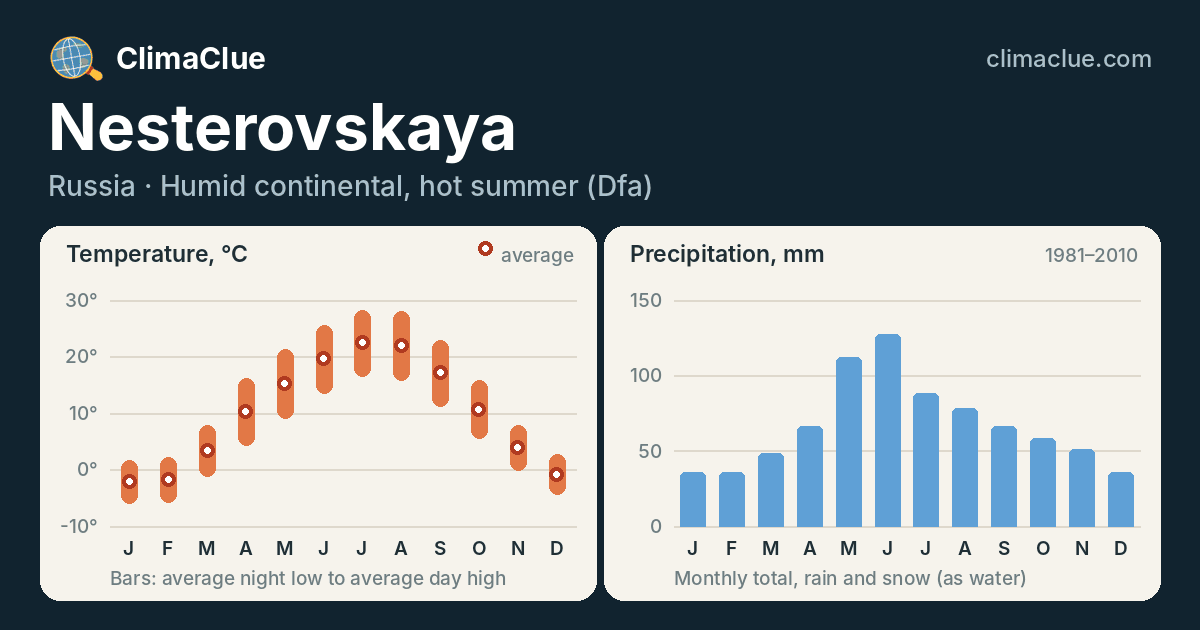 ClimaClue
climaclue.com
Nesterovskaya
Russia · Humid continental, hot summer (Dfa)
Temperature, °C
average
30°
20°
10°
0°
-10°
J F M A M J J A S O N D
Bars: average night low to average day high
Precipitation, mm
1981–2010
150
100
50
0
J F M A M J J A S O N D
Monthly total, rain and snow (as water)